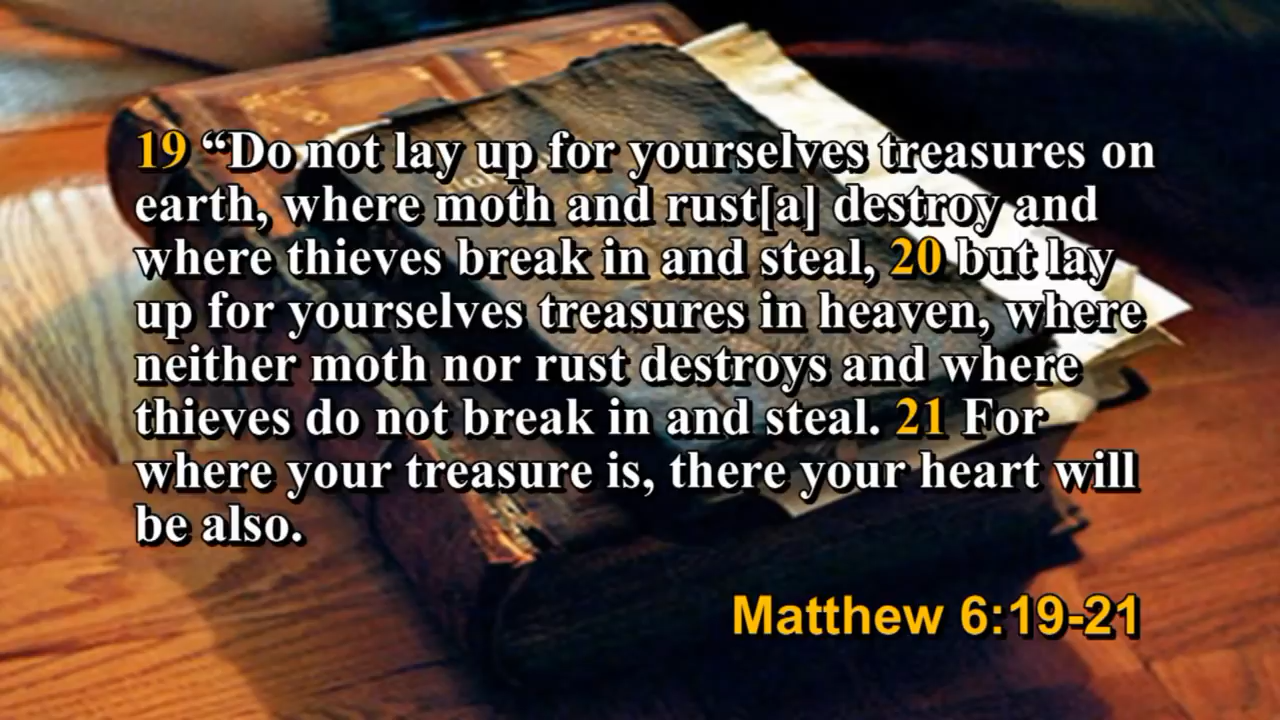 19 “Do not lay up for yourselves treasures on
earth, where moth and rust[a] destroy and
where thieves break in and steal, 20 but lay
up for yourselves treasures in heaven, where
neither moth nor rust destroys and where
thieves do not break in and steal. 21 For
where your treasure is, there your heart will
be also.
Matthew 6:19-21